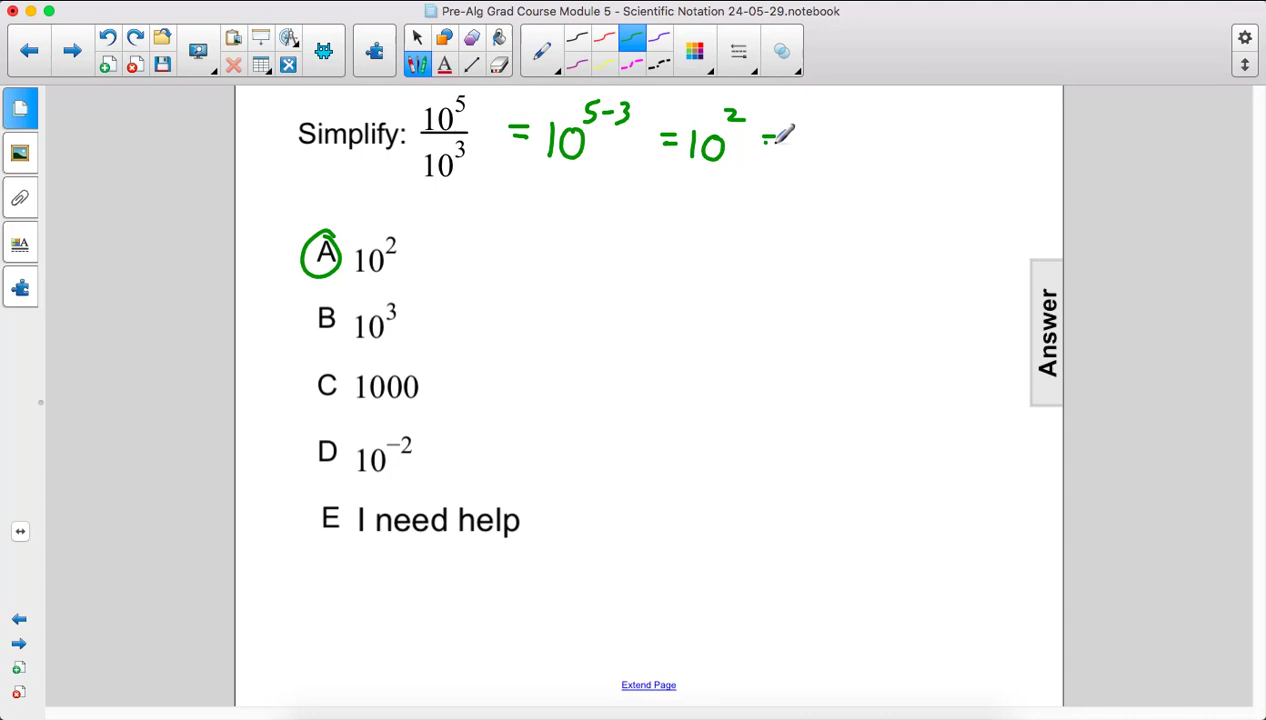 Pre-Alg Grad Course Module 5 - Scientific Notation 24-05-29.notebook
Simplify: 10^5/10^3 = 10^(5-3) = 10^2 =
A 10^2
B 10^3
C 1000
D 10^−2
E I need help
Answer
Extend Page